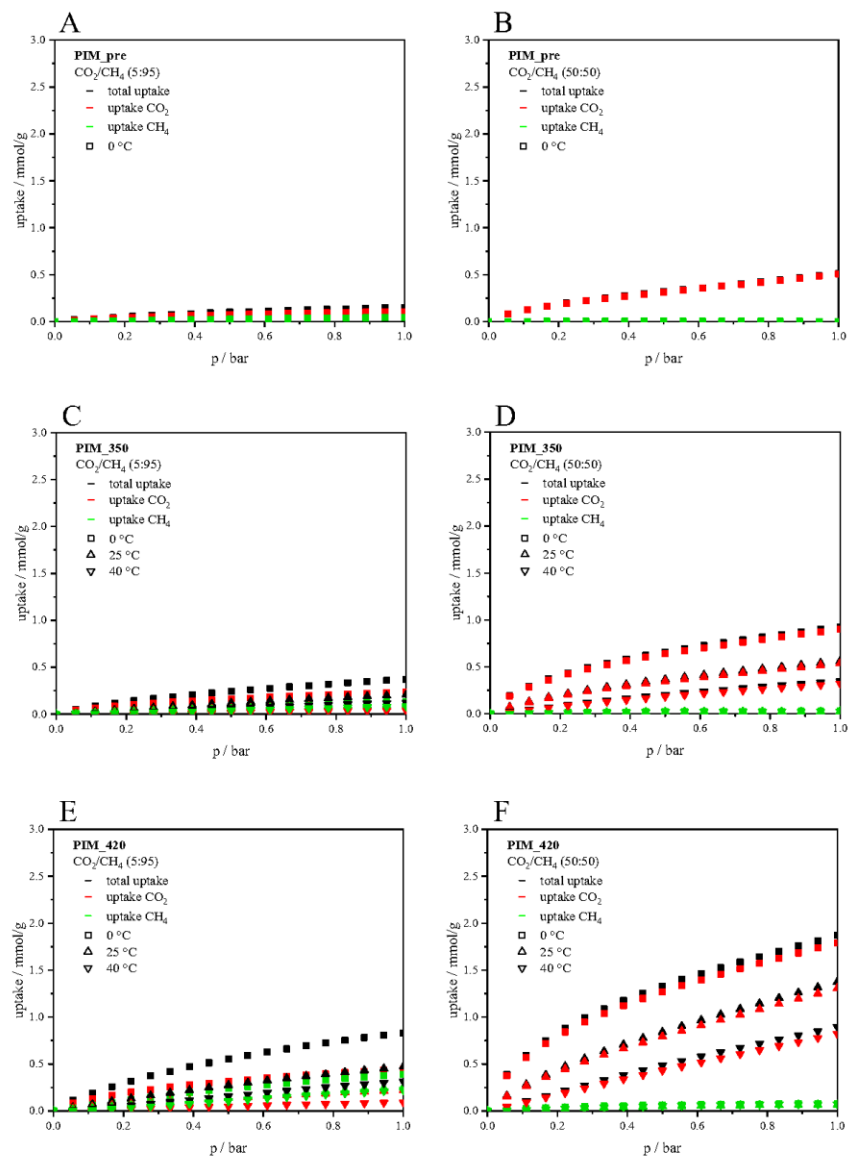 A
PIM_pre
CO₂/CH₄ (5:95)
total uptake
uptake CO₂
uptake CH₄
0 °C
uptake / mmol/g
3.0
2.5
2.0
1.5
1.0
0.5
0.0
0.0 0.2 0.4 0.6 0.8 1.0
p / bar
B
PIM_pre
CO₂/CH₄ (50:50)
total uptake
uptake CO₂
uptake CH₄
0 °C
uptake / mmol/g
3.0
2.5
2.0
1.5
1.0
0.5
0.0
0.0 0.2 0.4 0.6 0.8 1.0
p / bar
C
PIM_350
CO₂/CH₄ (5:95)
total uptake
uptake CO₂
uptake CH₄
0 °C
25 °C
40 °C
uptake / mmol/g
3.0
2.5
2.0
1.5
1.0
0.5
0.0
0.0 0.2 0.4 0.6 0.8 1.0
p / bar
D
PIM_350
CO₂/CH₄ (50:50)
total uptake
uptake CO₂
uptake CH₄
0 °C
25 °C
40 °C
uptake / mmol/g
3.0
2.5
2.0
1.5
1.0
0.5
0.0
0.0 0.2 0.4 0.6 0.8 1.0
p / bar
E
PIM_420
CO₂/CH₄ (5:95)
total uptake
uptake CO₂
uptake CH₄
0 °C
25 °C
40 °C
uptake / mmol/g
3.0
2.5
2.0
1.5
1.0
0.5
0.0
0.0 0.2 0.4 0.6 0.8 1.0
p / bar
F
PIM_420
CO₂/CH₄ (50:50)
total uptake
uptake CO₂
uptake CH₄
0 °C
25 °C
40 °C
uptake / mmol/g
3.0
2.5
2.0
1.5
1.0
0.5
0.0
0.0 0.2 0.4 0.6 0.8 1.0
p / bar